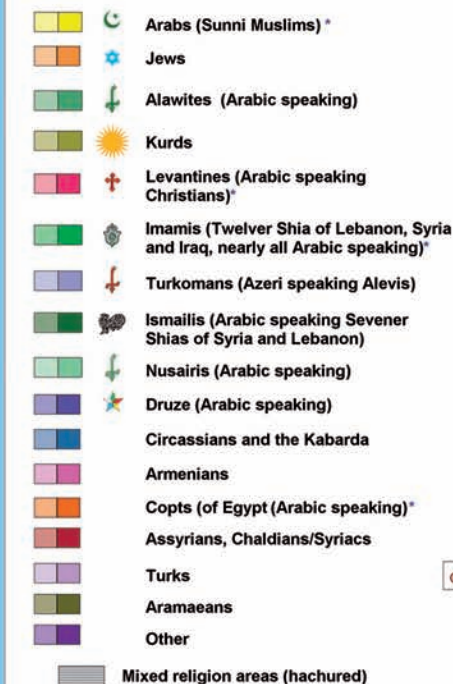 Arabs (Sunni Muslims) *
Jews
Alawites (Arabic speaking)
Kurds
Levantines (Arabic speaking
Christians)*
Imamis (Twelver Shia of Lebanon, Syria
and Iraq, nearly all Arabic speaking)*
Turkomans (Azeri speaking Alevis)
Ismailis (Arabic speaking Sevener
Shias of Syria and Lebanon)
Nusairis (Arabic speaking)
Druze (Arabic speaking)
Circassians and the Kabarda
Armenians
Copts (of Egypt (Arabic speaking)*
Assyrians, Chaldians/Syriacs
Turks
Aramaeans
Other
Mixed religion areas (hachured)